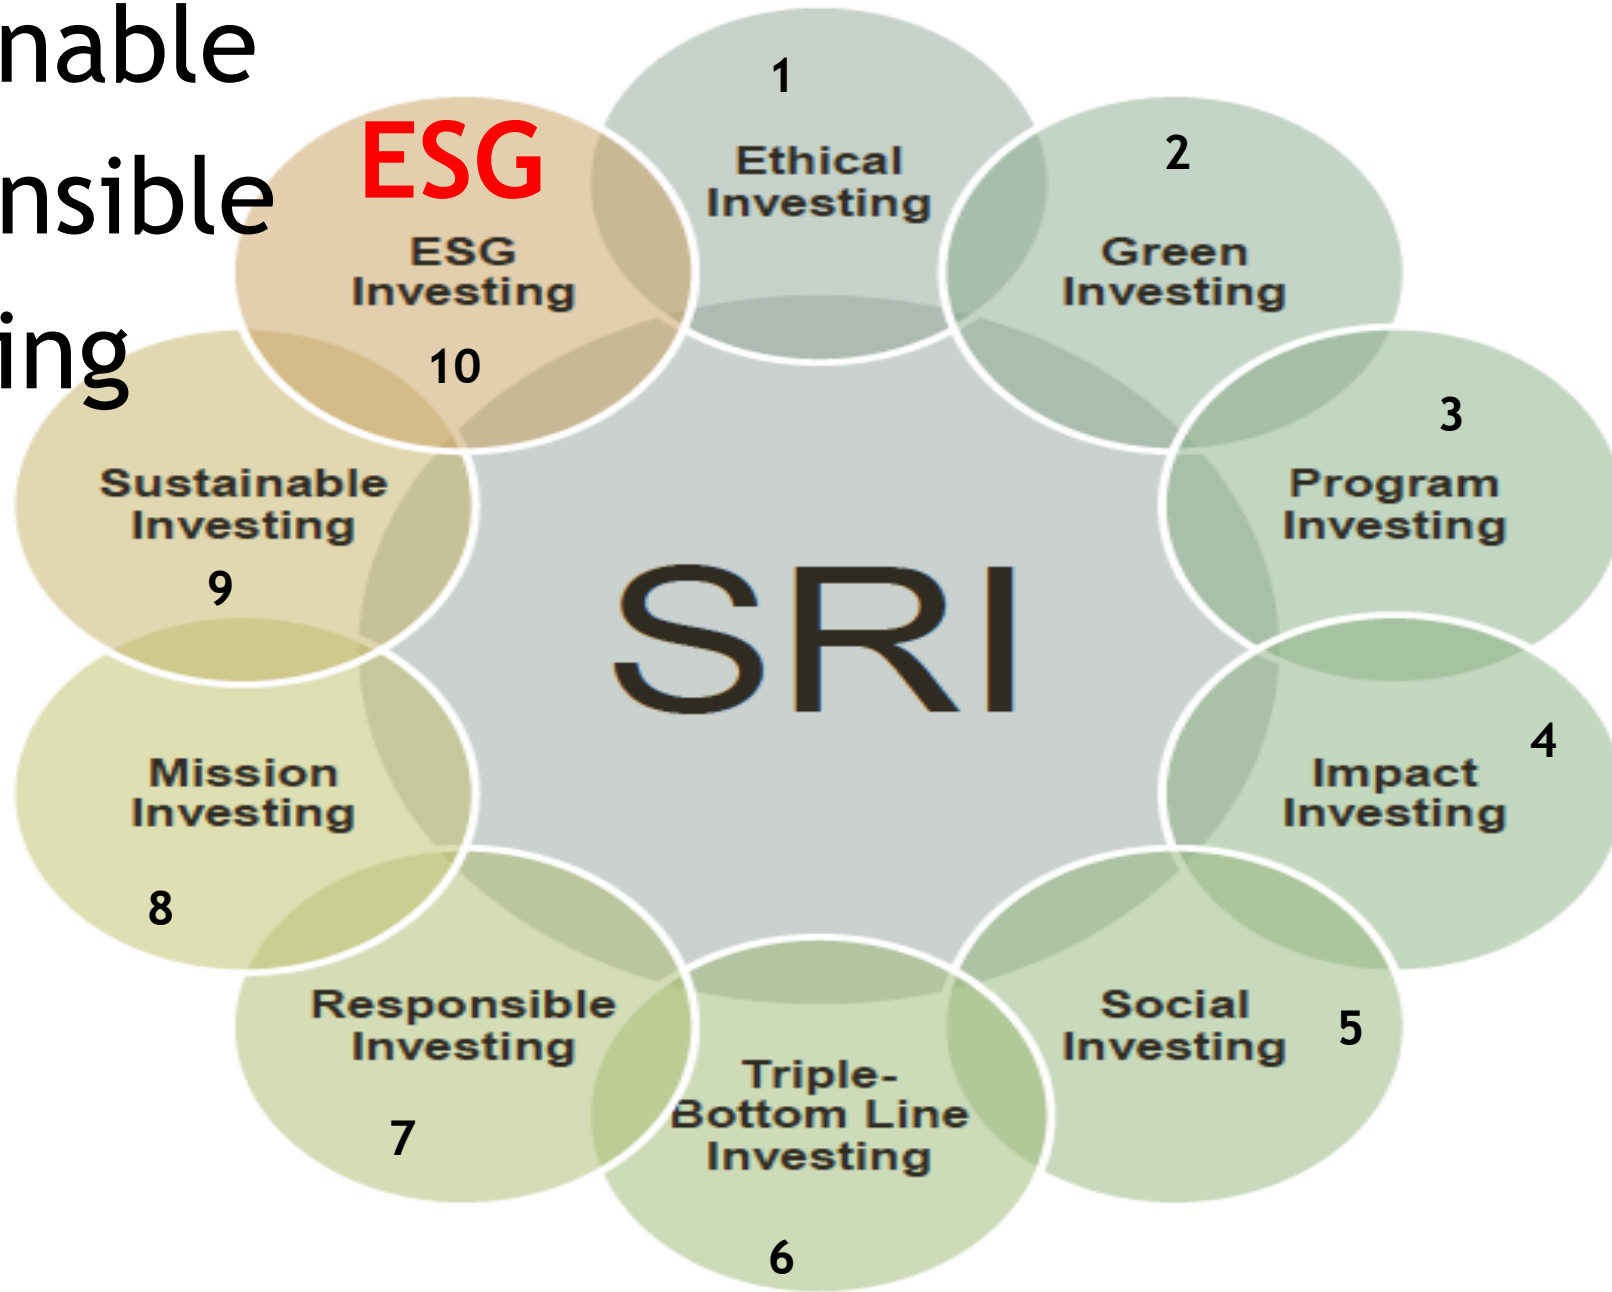 nable
nsible
ing
1
Ethical
Investing
2
Green
Investing
3
Program
Investing
4
Impact
Investing
5
Social
Investing
6
Triple-
Bottom Line
Investing
7
Responsible
Investing
8
Mission
Investing
9
Sustainable
Investing
10
ESG
ESG
Investing
SRI